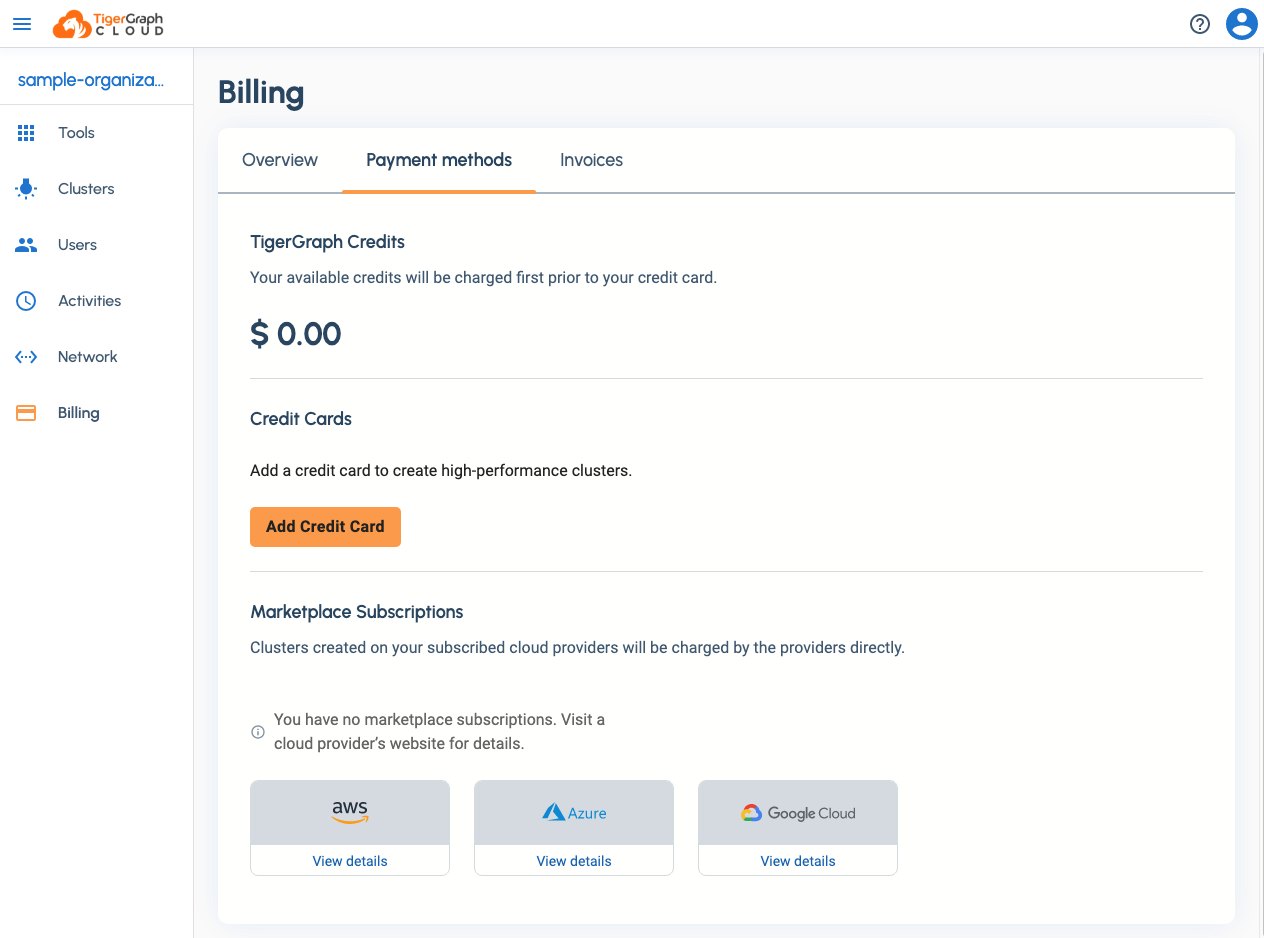 TigerGraph
CLOUD
sample-organiza...
Tools
Clusters
Users
Activities
Network
Billing
Billing
Overview
Payment methods
Invoices
TigerGraph Credits
Your available credits will be charged first prior to your credit card.
$ 0.00
Credit Cards
Add a credit card to create high-performance clusters.
Add Credit Card
Marketplace Subscriptions
Clusters created on your subscribed cloud providers will be charged by the providers directly.
You have no marketplace subscriptions. Visit a
cloud provider’s website for details.
aws
Azure
Google Cloud
View details
View details
View details